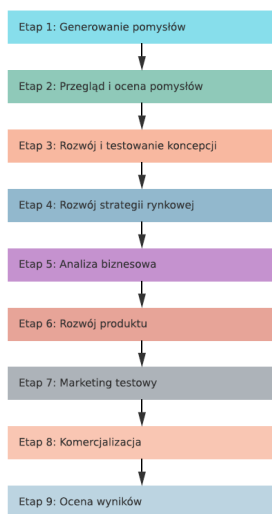 Etap 1: Generowanie pomysłów
Etap 2: Przegląd i ocena pomysłów
Etap 3: Rozwój i testowanie koncepcji
Etap 4: Rozwój strategii rynkowej
Etap 5: Analiza biznesowa
Etap 6: Rozwój produktu
Etap 7: Marketing testowy
Etap 8: Komercjalizacja
Etap 9: Ocena wyników